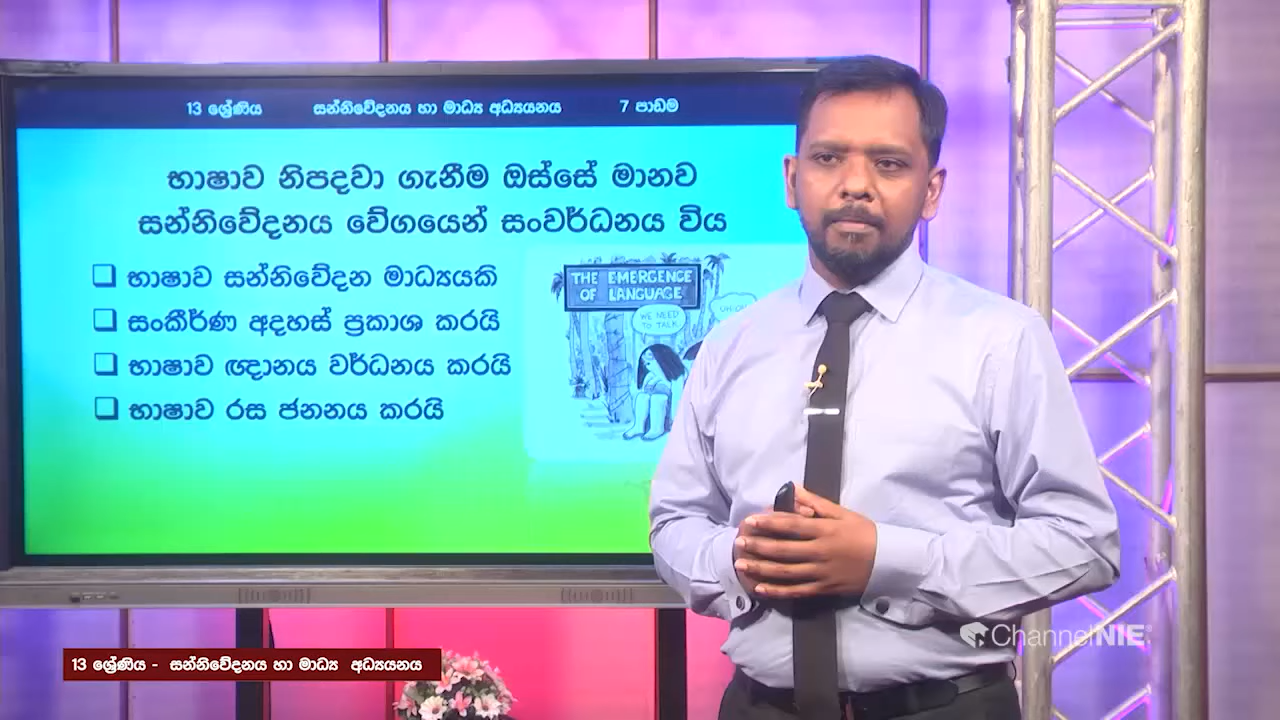 13 ශ්‍රේණිය සන්නිවේදනය හා මාධ්‍ය අධ්‍යයනය 7 පාඩම
භාෂාව නිපදවා ගැනීම ඔස්සේ මානව
සන්නිවේදනය වේගයෙන් සංවර්ධනය විය
භාෂාව සන්නිවේදන මාධ්‍යයකි
සංකීර්ණ අදහස් ප්‍රකාශ කරයි
භාෂාව ඥානය වර්ධනය කරයි
භාෂාව රස ජනනය කරයි
THE EMERGENCE
OF LANGUAGE
WE NEED
TO TALK
ChannelNIE
13 ශ්‍රේණිය - සන්නිවේදනය හා මාධ්‍ය අධ්‍යයනය